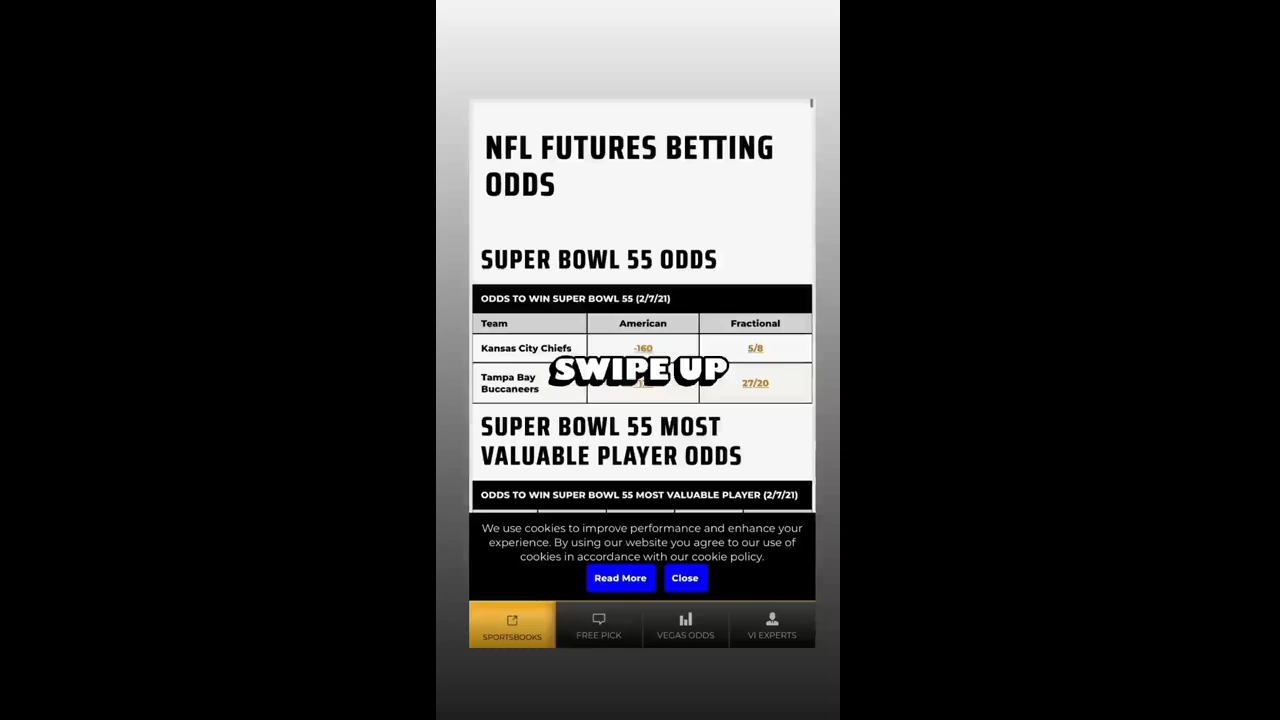 NFL FUTURES BETTING
ODDS
SUPER BOWL 55 ODDS
ODDS TO WIN SUPER BOWL 55 (2/7/21)
Team American Fractional
Kansas City Chiefs -160 5/8
SWIPE UP
Tampa Bay
Buccaneers 27/20
SUPER BOWL 55 MOST
VALUABLE PLAYER ODDS
ODDS TO WIN SUPER BOWL 55 MOST VALUABLE PLAYER (2/7/21)
We use cookies to improve performance and enhance your
experience. By using our website you agree to our use of
cookies in accordance with our cookie policy.
Read More Close
SPORTSBOOKS FREE PICK VEGAS ODDS VI EXPERTS